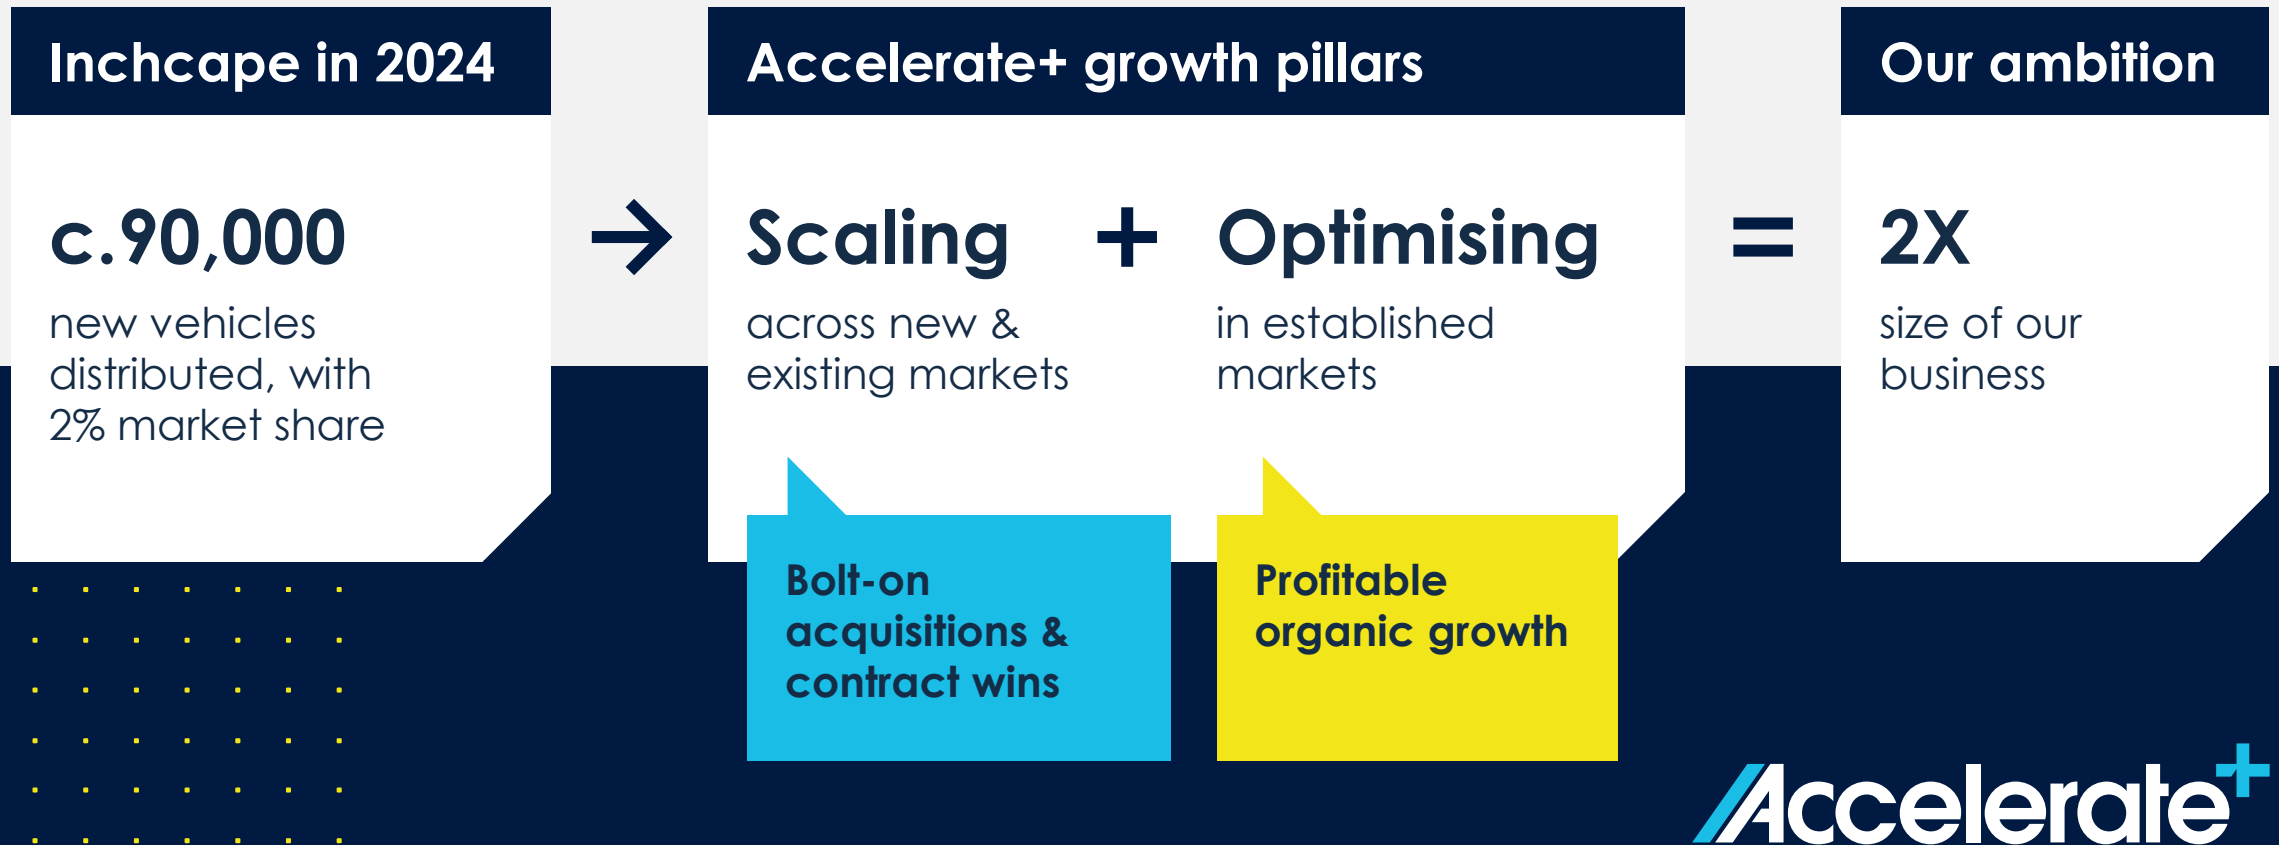 Inchcape in 2024
c.90,000
new vehicles
distributed, with
2% market share
→
Accelerate+ growth pillars
Scaling
across new &
existing markets
Bolt-on
acquisitions &
contract wins
+
Optimising
in established
markets
Profitable
organic growth
=
Our ambition
2X
size of our
business
Accelerate+